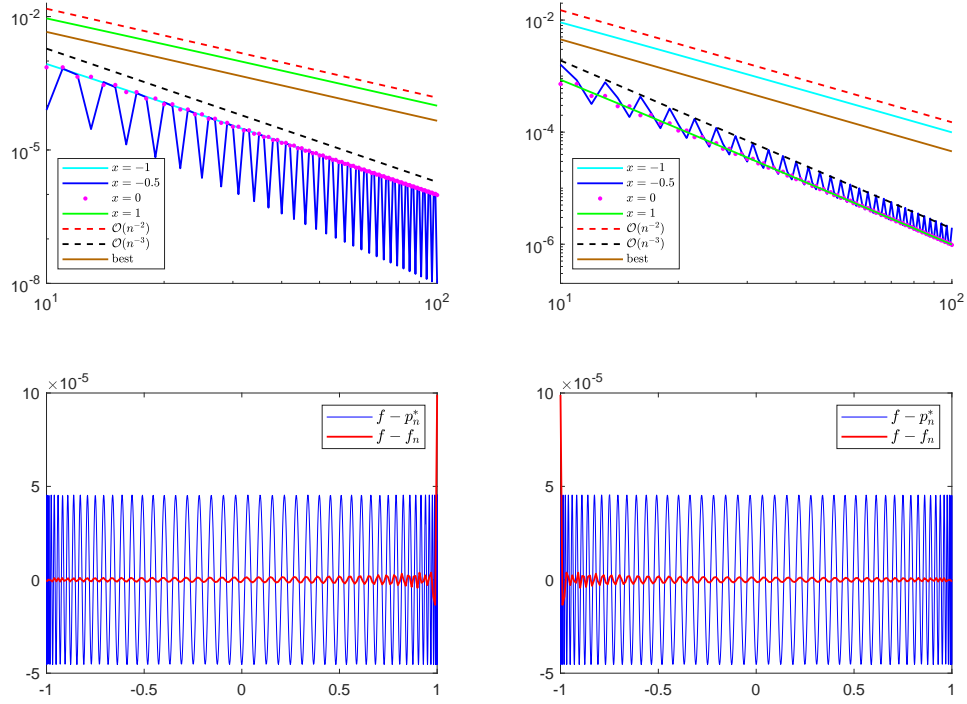 10^-2
10^-5
10^-8
10^1
10^2
x = −1
x = −0.5
x = 0
x = 1
O(n^−2)
O(n^−3)
best
10^-2
10^-4
10^-6
10^1
10^2
x = −1
x = −0.5
x = 0
x = 1
O(n^−2)
O(n^−3)
best
×10^-5
10
5
0
-5
-1
-0.5
0
0.5
1
f − p_n^*
f − f_n
×10^-5
10
5
0
-5
-1
-0.5
0
0.5
1
f − p_n^*
f − f_n